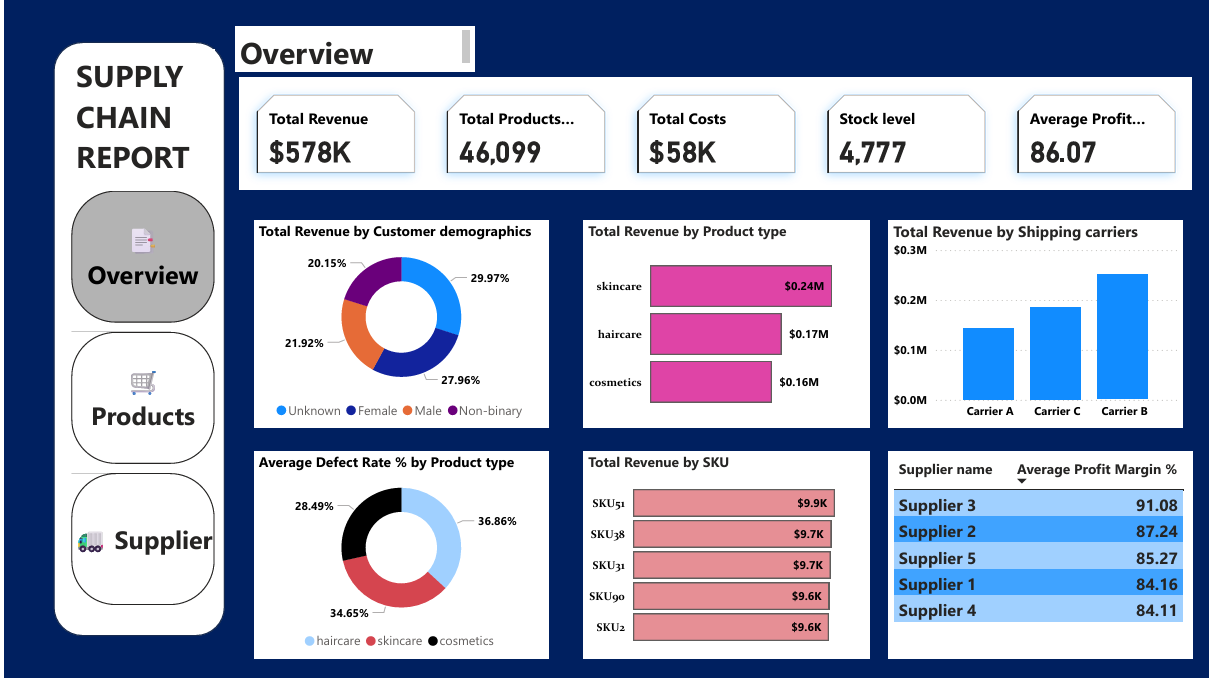 SUPPLY
CHAIN
REPORT
Overview
Products
Supplier
Overview
Total Revenue
$578K
Total Products...
46,099
Total Costs
$58K
Stock level
4,777
Average Profit...
86.07
Total Revenue by Customer demographics
20.15%
29.97%
21.92%
27.96%
Unknown Female Male Non-binary
Total Revenue by Product type
skincare $0.24M
haircare $0.17M
cosmetics $0.16M
Total Revenue by Shipping carriers
$0.3M
$0.2M
$0.1M
$0.0M
Carrier A Carrier C Carrier B
Average Defect Rate % by Product type
28.49%
36.86%
34.65%
haircare skincare cosmetics
Total Revenue by SKU
SKU51 $9.9K
SKU38 $9.7K
SKU31 $9.7K
SKU90 $9.6K
SKU2 $9.6K
Supplier name Average Profit Margin %
Supplier 3 91.08
Supplier 2 87.24
Supplier 5 85.27
Supplier 1 84.16
Supplier 4 84.11